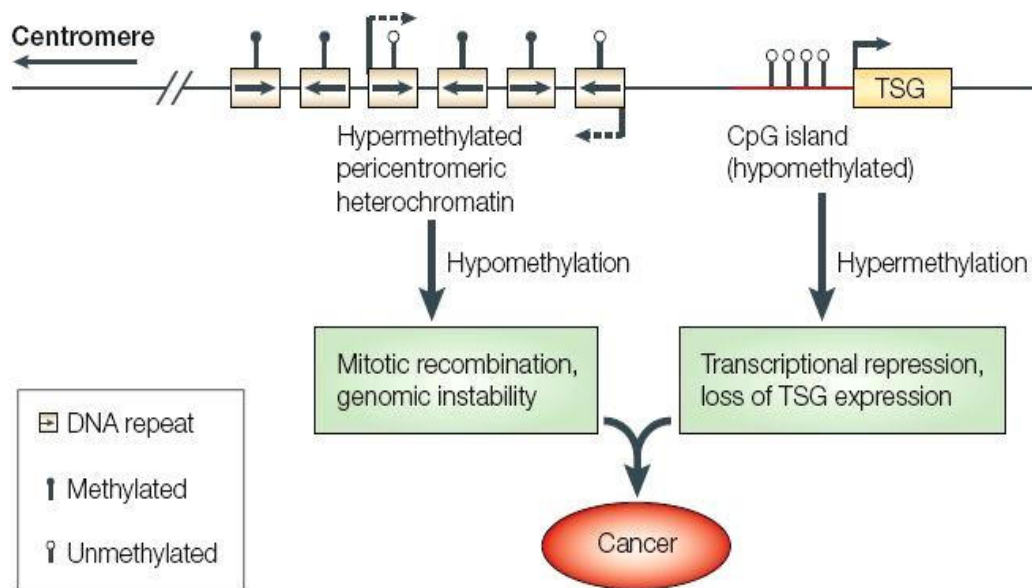 Centromere
TSG
Hypermethylated
pericentromeric
heterochromatin
CpG island
(hypomethylated)
Hypomethylation
Hypermethylation
Mitotic recombination,
genomic instability
Transcriptional repression,
loss of TSG expression
DNA repeat
Methylated
Unmethylated
Cancer